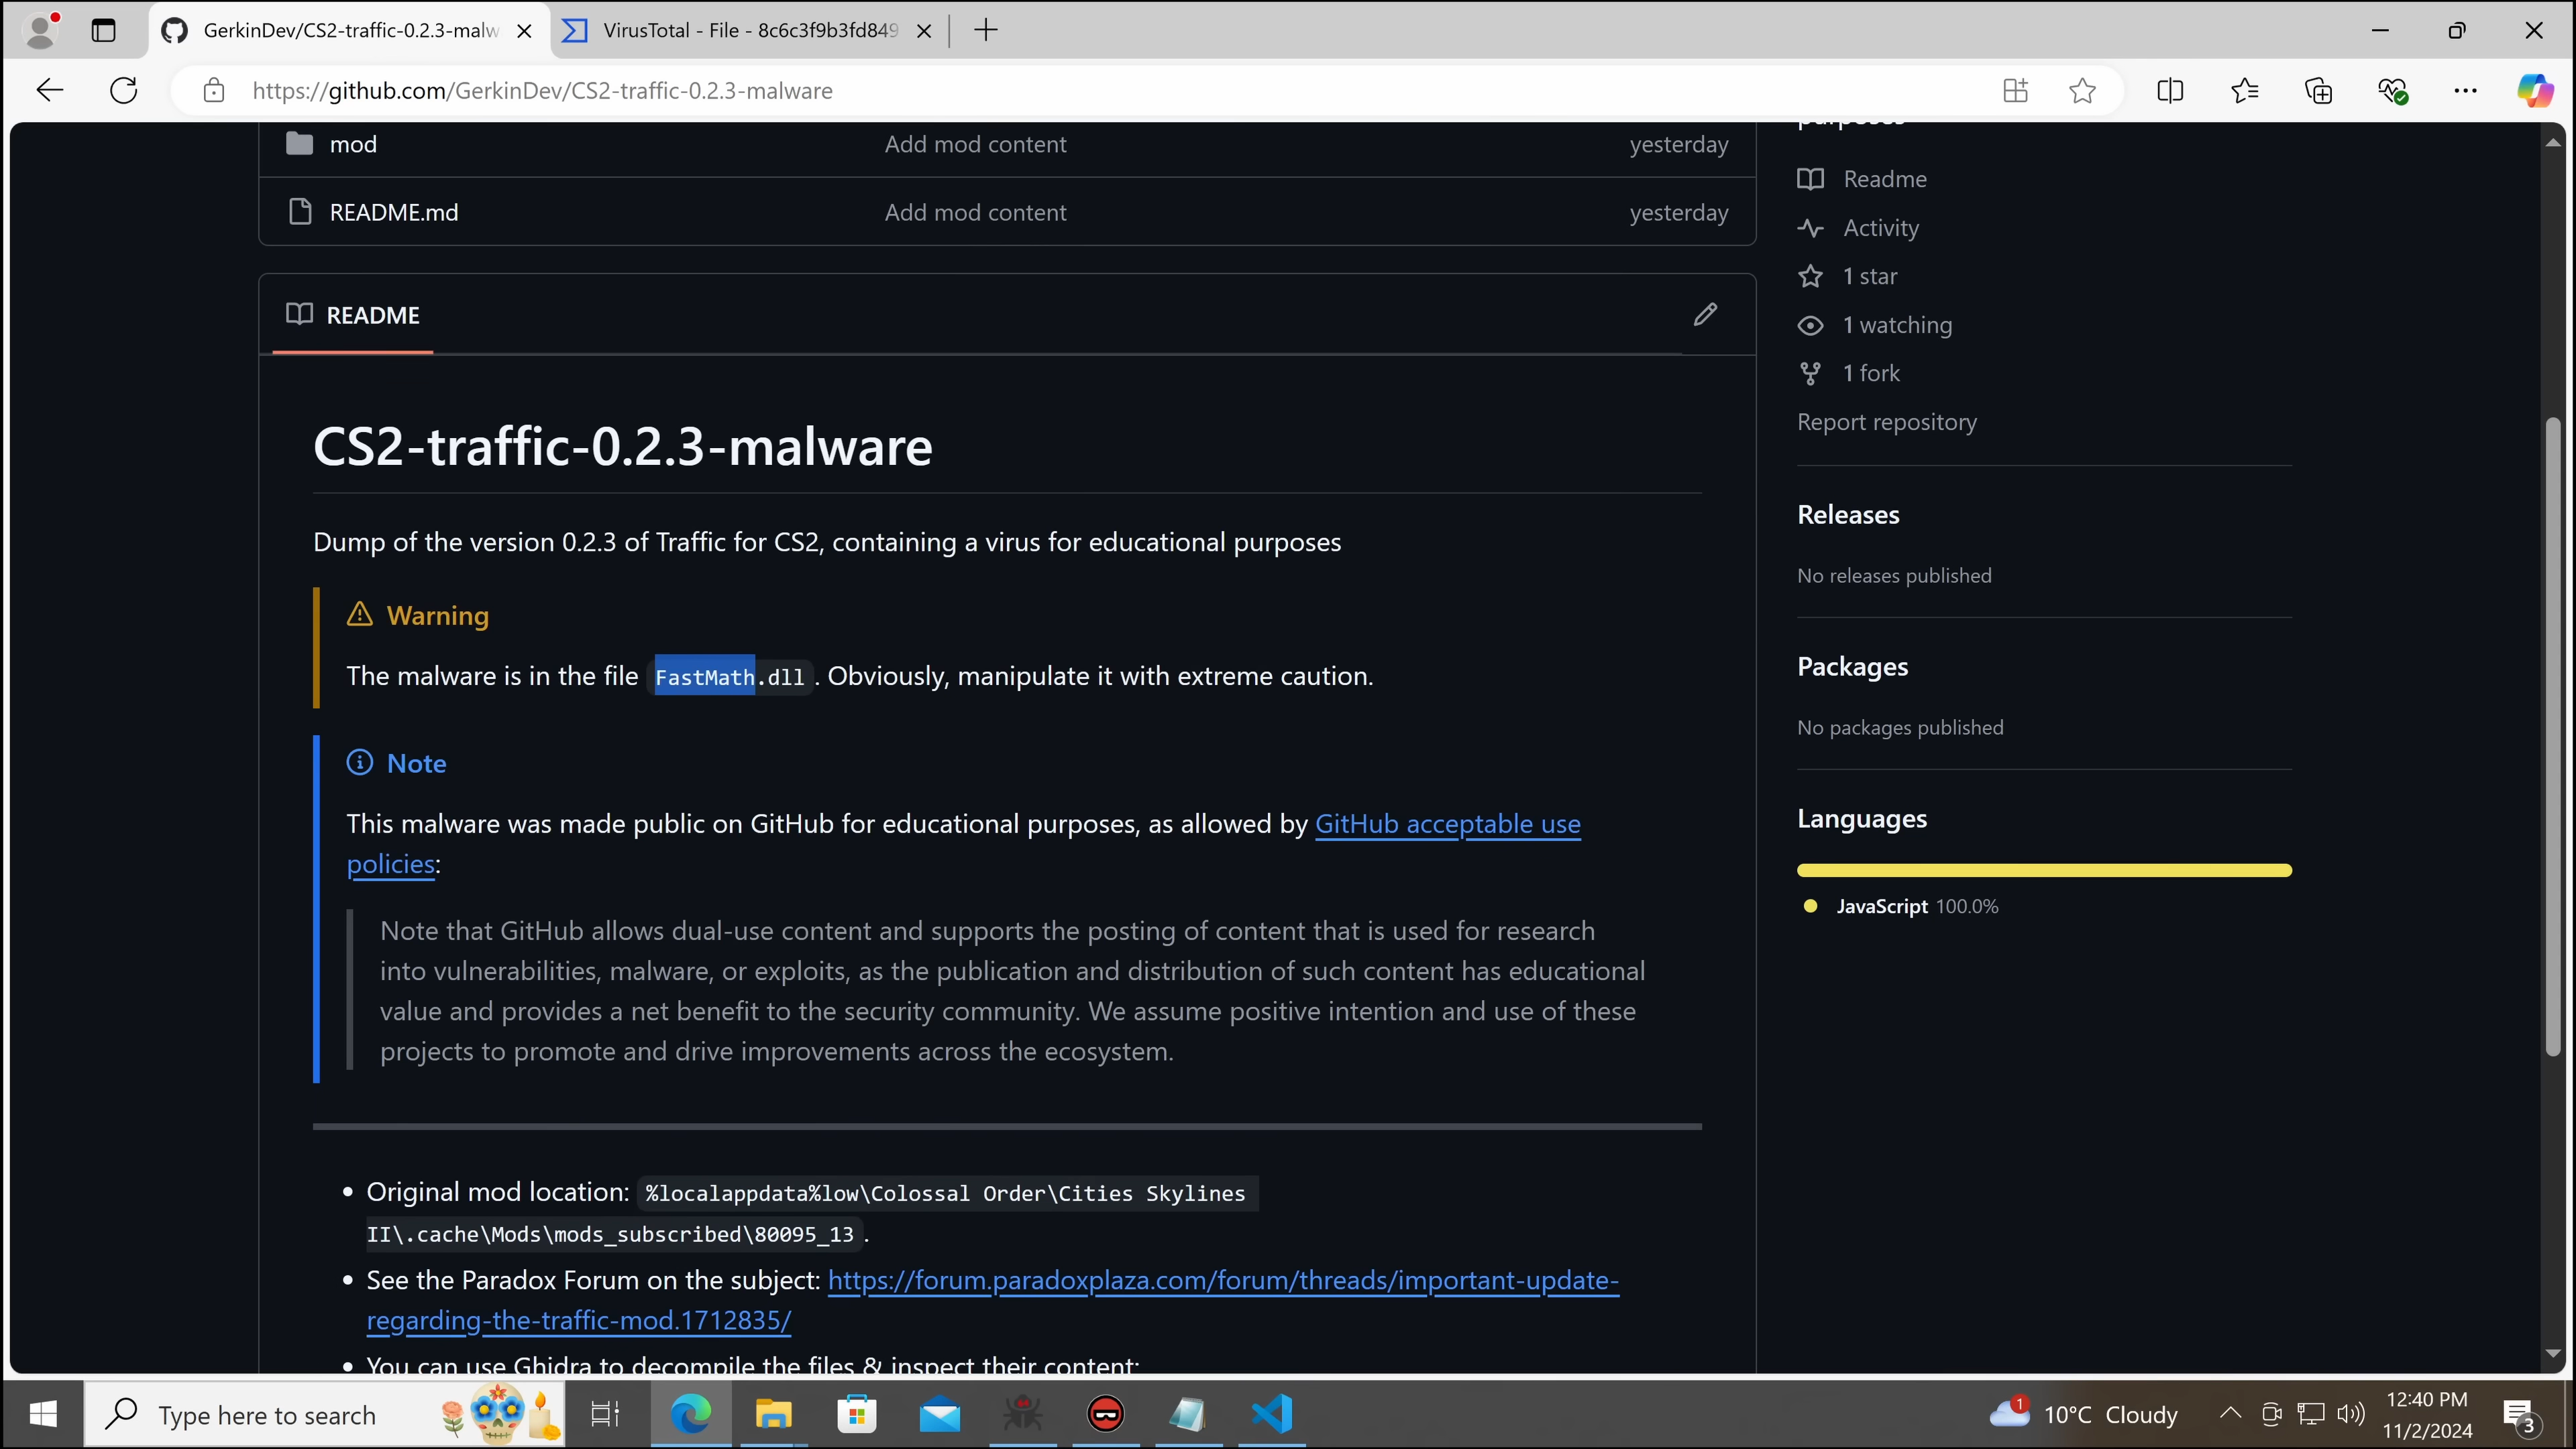 GerkinDev/CS2-traffic-0.2.3-malw
VirusTotal - File - 8c6c3f9b3fd849
https://github.com/GerkinDev/CS2-traffic-0.2.3-malware
mod Add mod content yesterday
README.md Add mod content yesterday
README
CS2-traffic-0.2.3-malware
Dump of the version 0.2.3 of Traffic for CS2, containing a virus for educational purposes
Warning
The malware is in the file FastMath.dll. Obviously, manipulate it with extreme caution.
Note
This malware was made public on GitHub for educational purposes, as allowed by GitHub acceptable use
policies:
Note that GitHub allows dual-use content and supports the posting of content that is used for research
into vulnerabilities, malware, or exploits, as the publication and distribution of such content has educational
value and provides a net benefit to the security community. We assume positive intention and use of these
projects to promote and drive improvements across the ecosystem.
• Original mod location: %localappdata%low\Colossal Order\Cities Skylines
II\.cache\Mods\mods_subscribed\80095_13.
• See the Paradox Forum on the subject: https://forum.paradoxplaza.com/forum/threads/important-update-
regarding-the-traffic-mod.1712835/
• You can use Ghidra to decompile the files & inspect their content:
purposes
Readme
Activity
1 star
1 watching
1 fork
Report repository
Releases
No releases published
Packages
No packages published
Languages
JavaScript 100.0%
Type here to search
1
10°C Cloudy
12:40 PM
11/2/2024
3